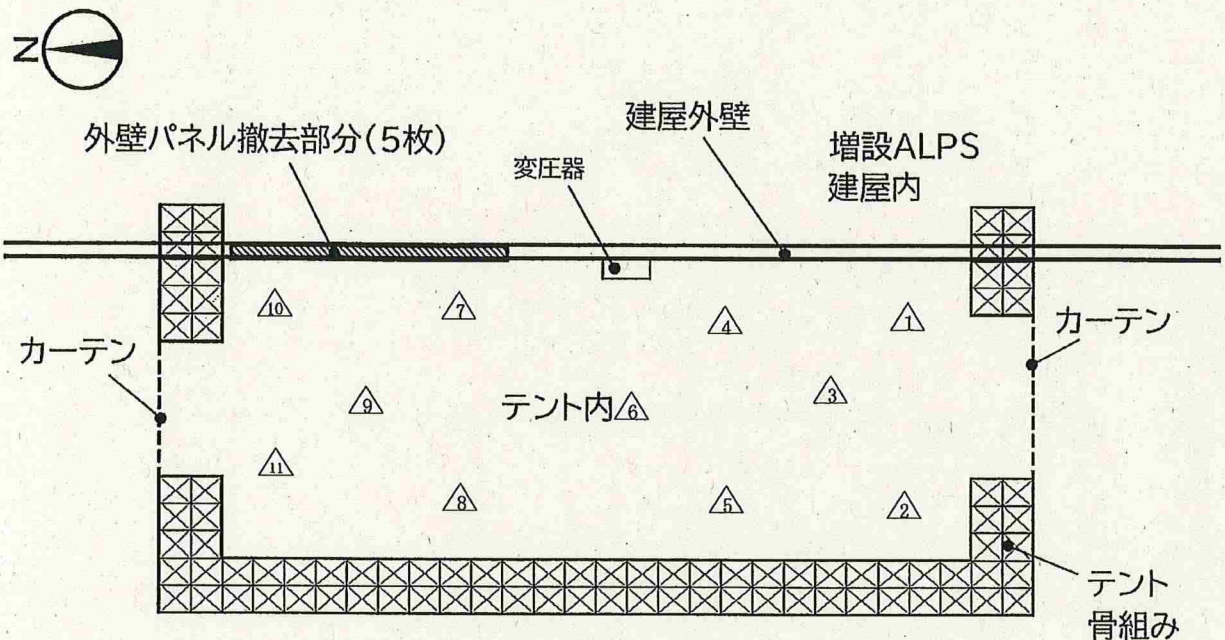 N
外壁パネル撤去部分(5枚)
変圧器
建屋外壁
増設ALPS
建屋内
10
7
4
1
カーテン
カーテン
9
テント内
6
3
11
8
5
2
テント
骨組み